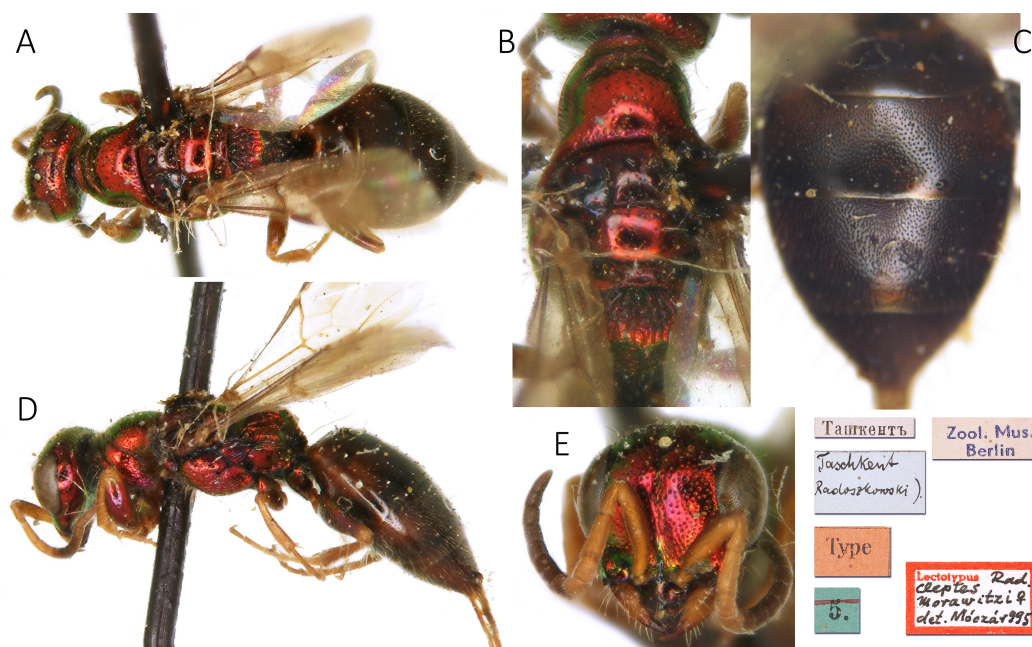 A
B
C
D
E
Ташкентъ
Zool. Mus.
Berlin
Taschkent
Radoszkowski).
Type
5.
Lectotypus Rad.
Cleptes
morawitzi ♀
det. Móczár 995